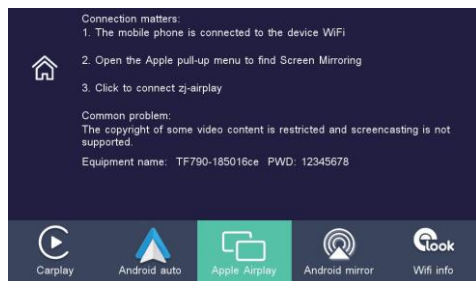 Connection matters:
1. The mobile phone is connected to the device WiFi
2. Open the Apple pull-up menu to find Screen Mirroring
3. Click to connect zj-airplay
Common problem:
The copyright of some video content is restricted and screencasting is not
supported.
Equipment name: TF790-185016ce PWD: 12345678
elook
Carplay Android auto Apple Airplay Android mirror Wifi info